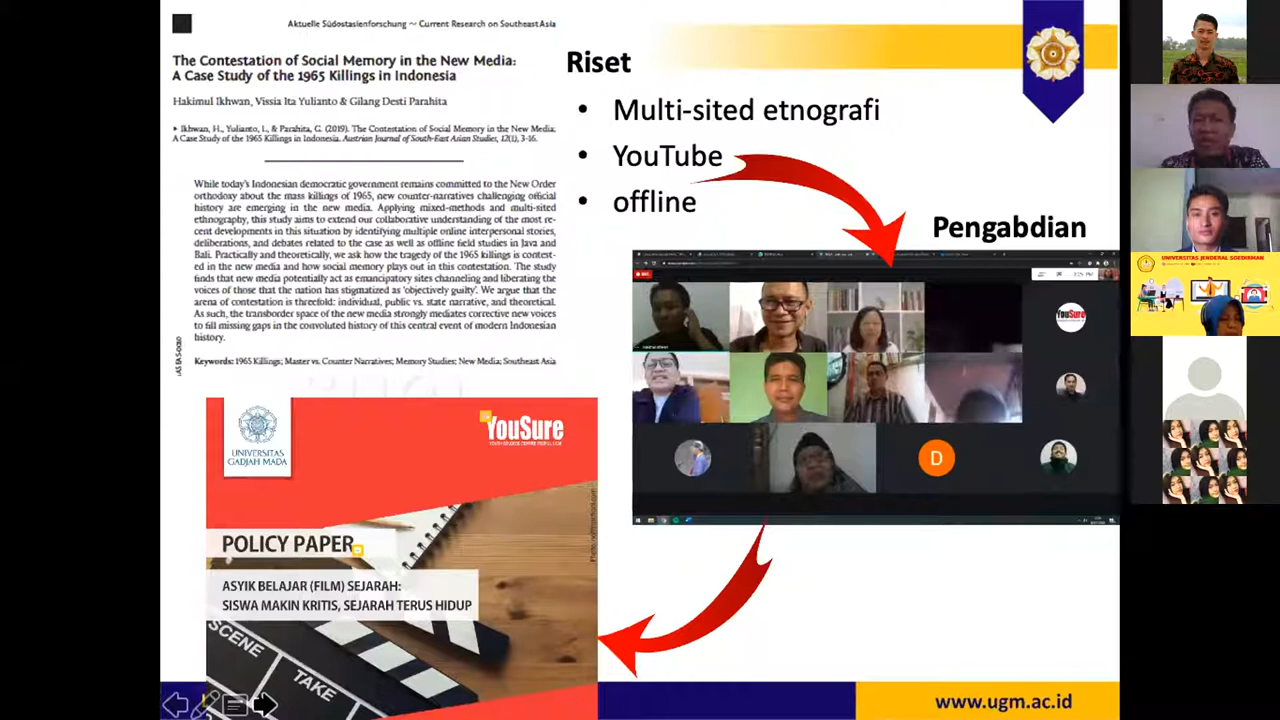 Aktuelle Südostasienforschung ~ Current Research on Southeast Asia
The Contestation of Social Memory in the New Media:
A Case Study of the 1965 Killings in Indonesia
Hakimul Ikhwan, Vissia Ita Yulianto & Gilang Desti Parahita
▸ Ikhwan, H., Yulianto, I., & Parahita, G. (2019). The Contestation of Social Memory in the New Media:
A Case Study of the 1965 Killings in Indonesia. Austrian Journal of South-East Asian Studies, 12(1), 3-16.
While today's Indonesian democratic government remains committed to the New Order
orthodoxy about the mass killings of 1965, new counter-narratives challenging official
history are emerging in the new media. Applying mixed-methods and multi-sited
ethnography, this study aims to extend our collaborative understanding of the most re-
cent developments in this situation by identifying multiple online interpersonal stories,
deliberations, and debates related to the case as well as offline field studies in Java and
Bali. Practically and theoretically, we ask how the tragedy of the 1965 killings is contest-
ed in the new media and how social memory plays out in this contestation. The study
finds that new media potentially act as emancipatory sites channeling and liberating the
voices of those that the nation has stigmatized as 'objectively guilty'. We argue that the
arena of contestation is threefold: individual, public vs. state narrative, and theoretical.
As such, the transborder space of the new media strongly mediates corrective new voices
to fill missing gaps in the convoluted history of this central event of modern Indonesian
history.
Keywords: 1965 Killings; Master vs. Counter Narratives; Memory Studies; New Media; Southeast Asia
Riset
• Multi-sited etnografi
• YouTube
• offline
Pengabdian
YouSure
D
UNIVERSITAS
GADJAH MADA
YouSure
POLICY PAPER
ASYIK BELAJAR (FILM) SEJARAH:
SISWA MAKIN KRITIS, SEJARAH TERUS HIDUP
SCENE
TAKE
www.ugm.ac.id
UNIVERSITAS JENDERAL SOEDIRMAN